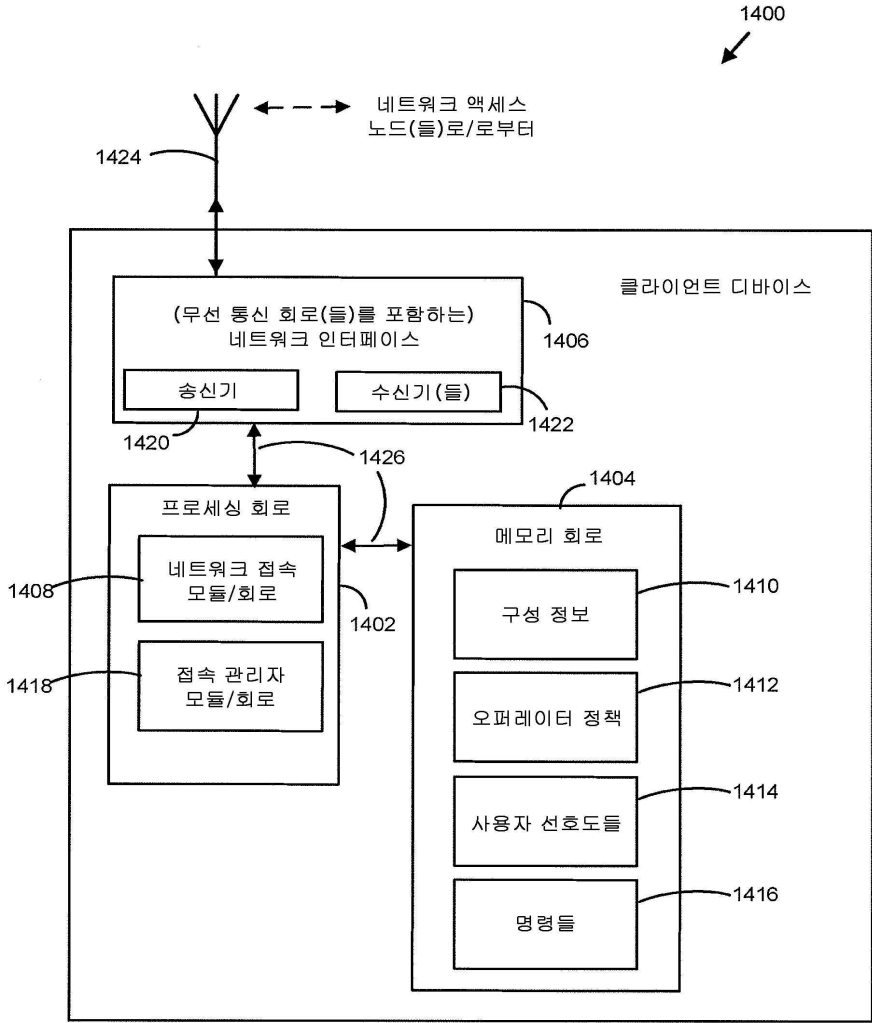 1400
네트워크 액세스
노드(들)로/로부터
1424
클라이언트 디바이스
(무선 통신 회로(들)를 포함하는)
네트워크 인터페이스
1406
송신기
수신기(들)
1420
1422
1426
프로세싱 회로
1404
메모리 회로
네트워크 접속
모듈/회로
1408
1402
구성 정보
1410
접속 관리자
모듈/회로
1418
오퍼레이터 정책
1412
사용자 선호도들
1414
명령들
1416